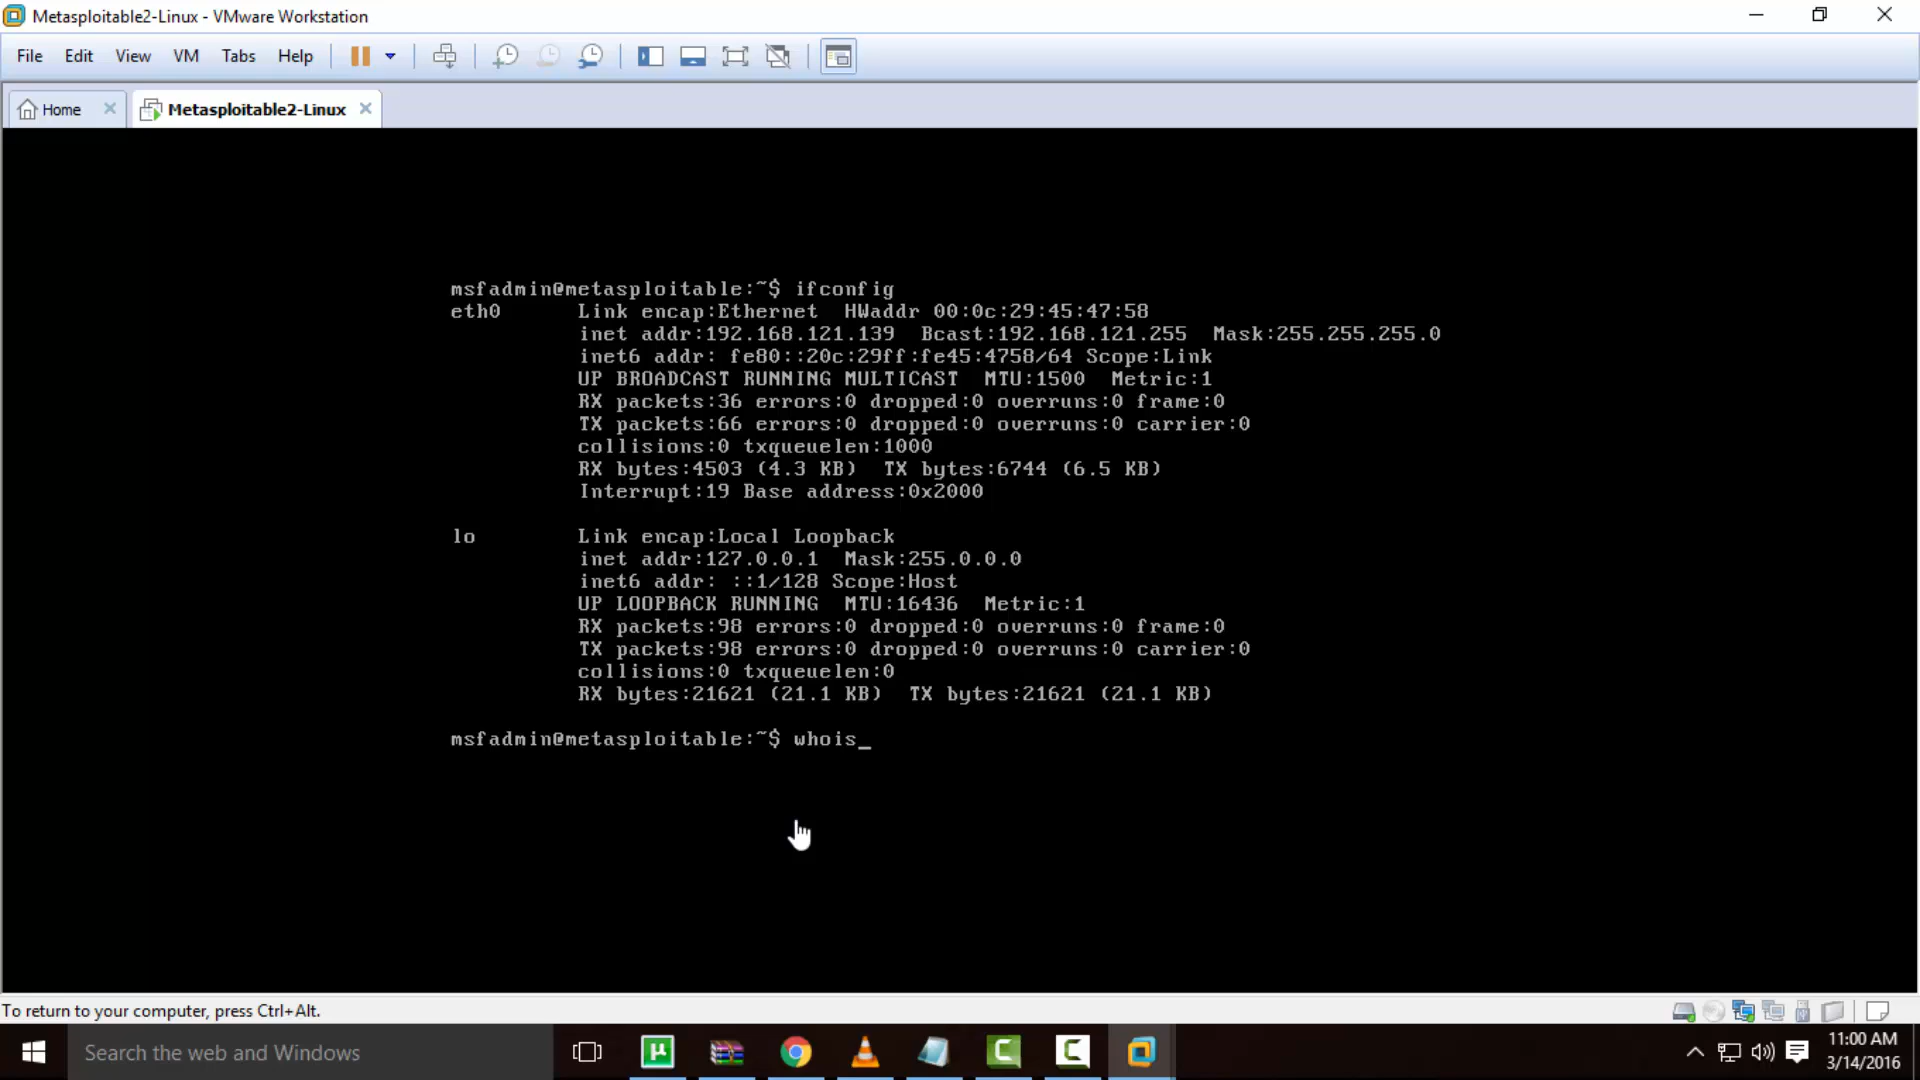 Metasploitable2-Linux - VMware Workstation
File Edit View VM Tabs Help
Home Metasploitable2-Linux
msfadmin@metasploitable:~$ ifconfig
eth0 Link encap:Ethernet HWaddr 00:0c:29:45:47:58
inet addr:192.168.121.139 Bcast:192.168.121.255 Mask:255.255.255.0
inet6 addr: fe80::20c:29ff:fe45:4758/64 Scope:Link
UP BROADCAST RUNNING MULTICAST MTU:1500 Metric:1
RX packets:36 errors:0 dropped:0 overruns:0 frame:0
TX packets:66 errors:0 dropped:0 overruns:0 carrier:0
collisions:0 txqueuelen:1000
RX bytes:4503 (4.3 KB) TX bytes:6744 (6.5 KB)
Interrupt:19 Base address:0x2000
lo Link encap:Local Loopback
inet addr:127.0.0.1 Mask:255.0.0.0
inet6 addr: ::1/128 Scope:Host
UP LOOPBACK RUNNING MTU:16436 Metric:1
RX packets:98 errors:0 dropped:0 overruns:0 frame:0
TX packets:98 errors:0 dropped:0 overruns:0 carrier:0
collisions:0 txqueuelen:0
RX bytes:21621 (21.1 KB) TX bytes:21621 (21.1 KB)
msfadmin@metasploitable:~$ whois_
To return to your computer, press Ctrl+Alt.
Search the web and Windows
11:00 AM
3/14/2016